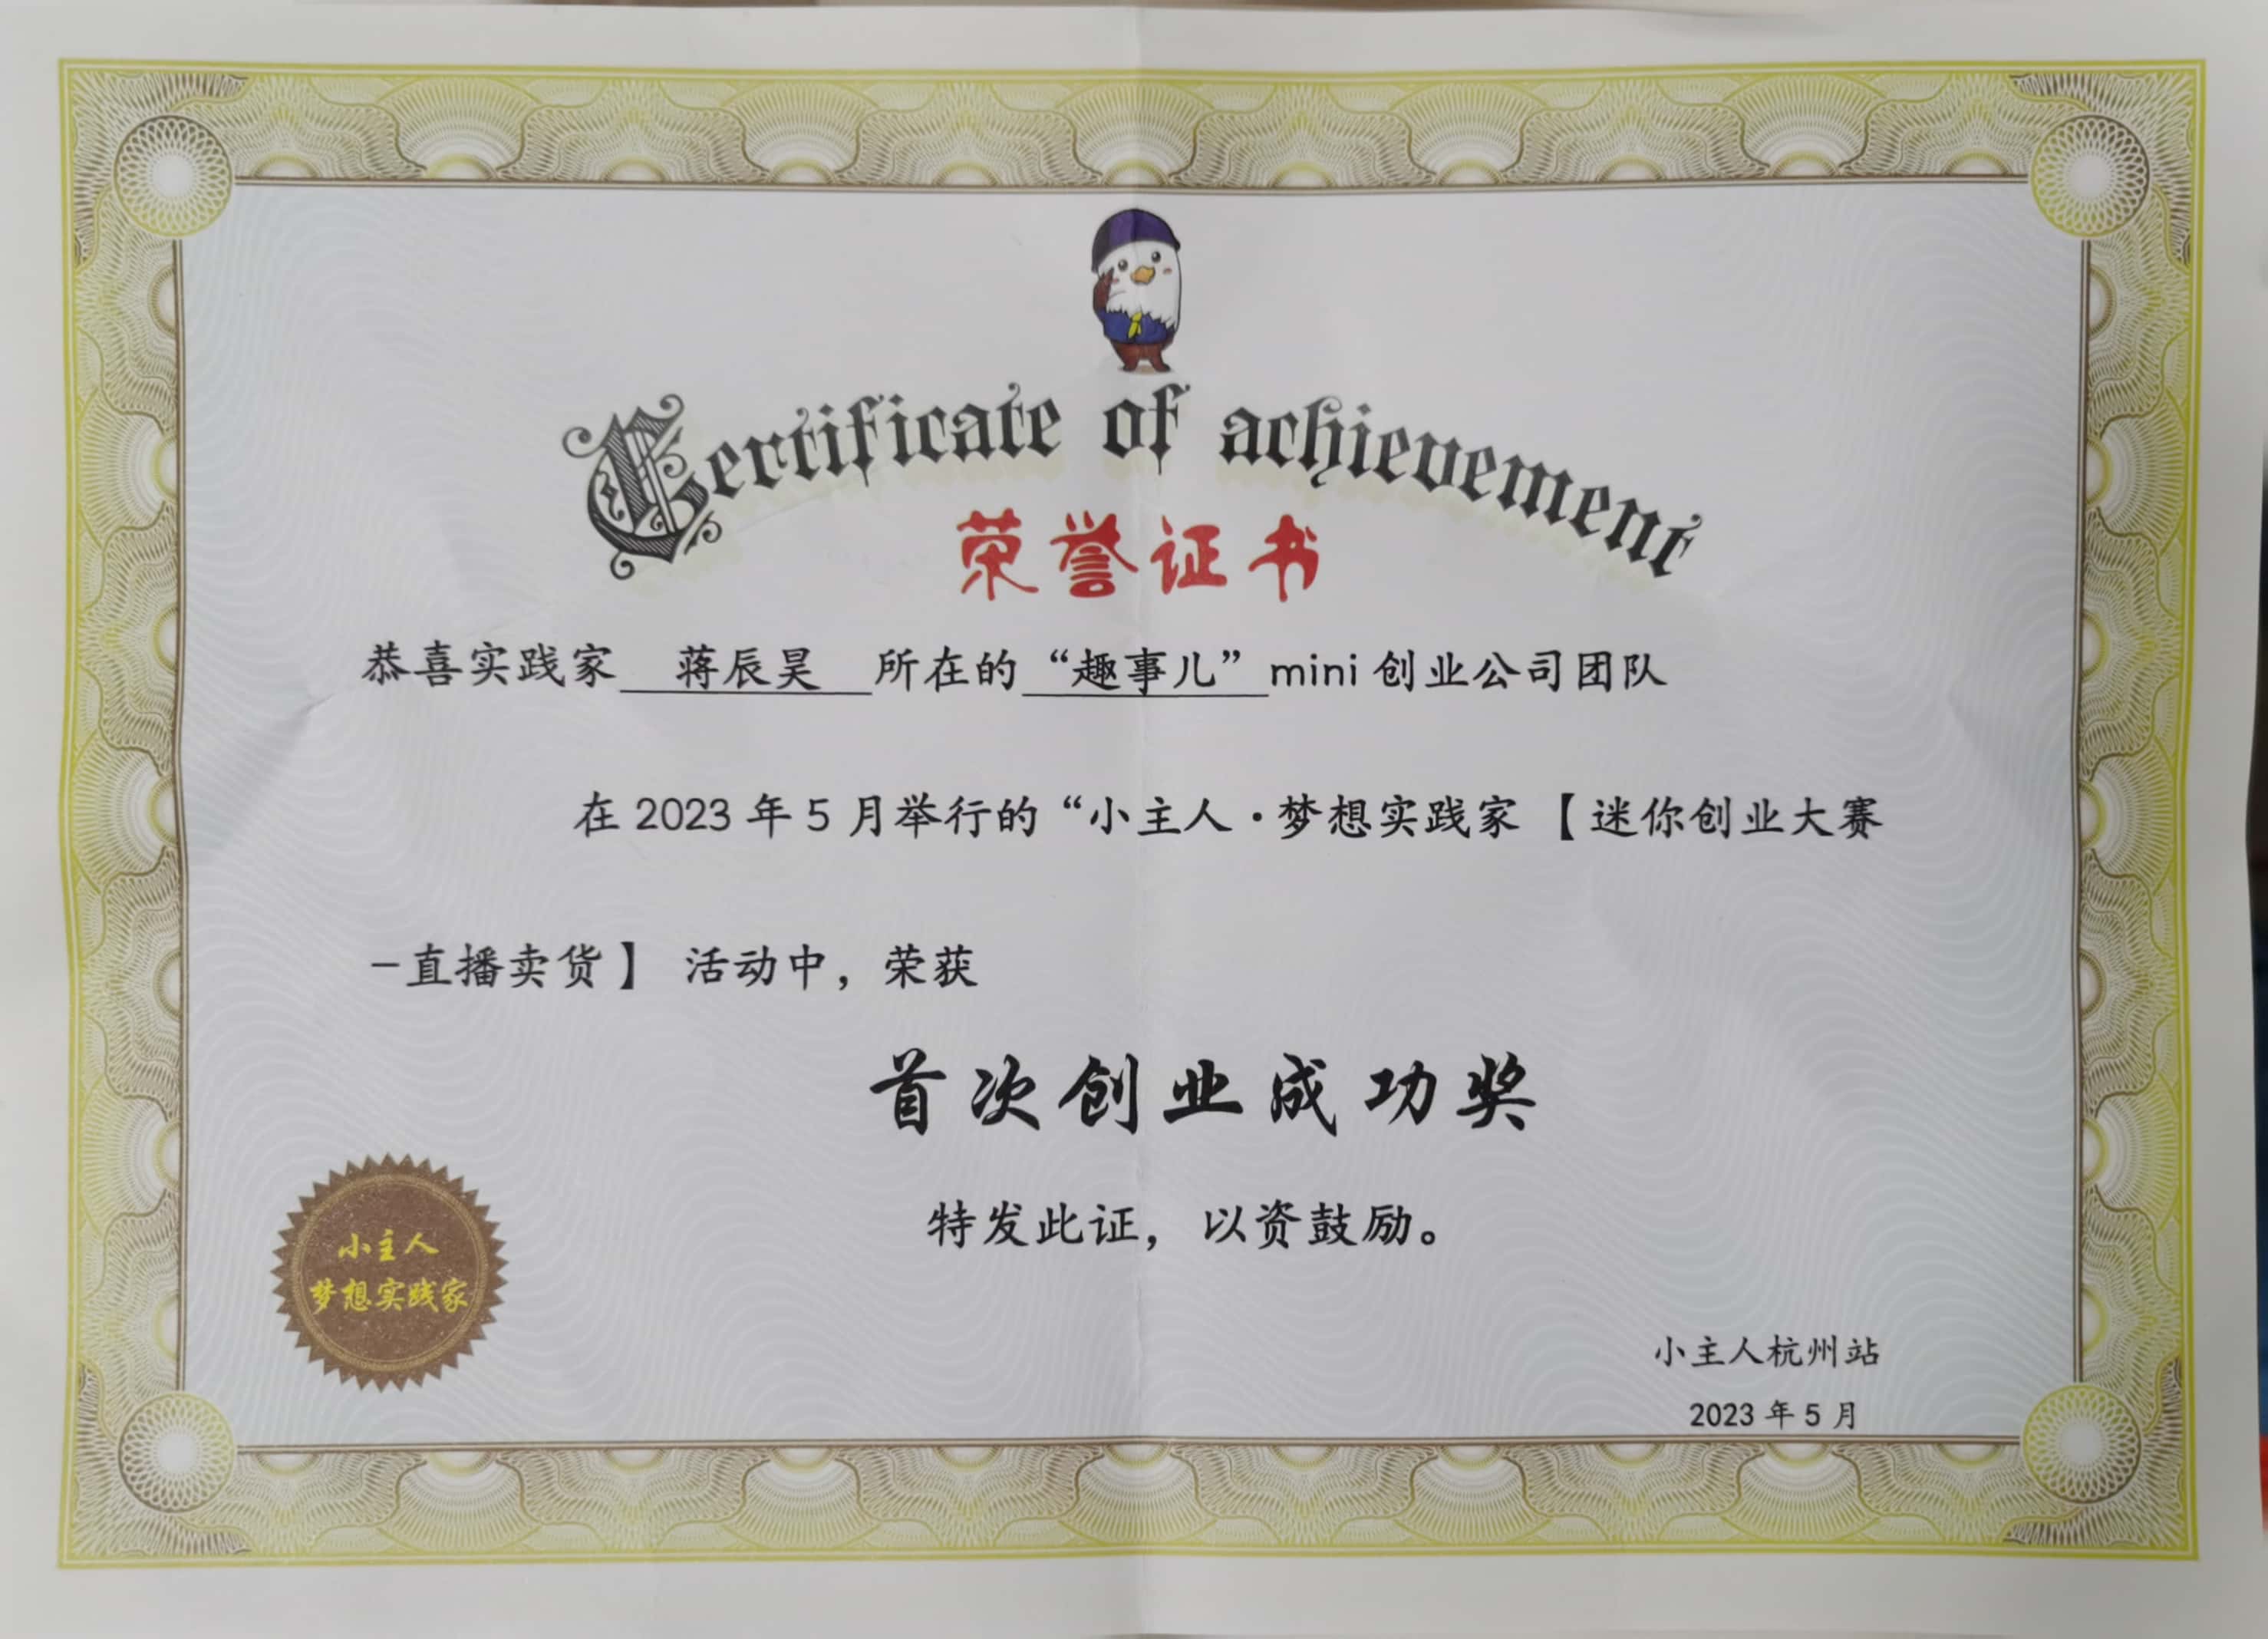 Certificate of achievement
荣誉证书
恭喜实践家 蒋辰昊 所在的“趣事儿”mini 创业公司团队
在 2023 年 5 月举行的“小主人·梦想实践家 【迷你创业大赛
-直播卖货】 活动中，荣获
首次创业成功奖
特发此证，以资鼓励。
小主人
梦想实践家
小主人杭州站
2023 年 5 月